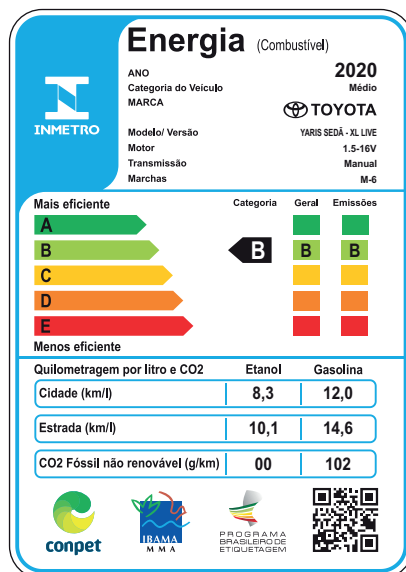 Energia (Combustível)
ANO 2020
Categoria do Veículo Médio
MARCA TOYOTA
INMETRO
Modelo/ Versão YARIS SEDÃ - XL LIVE
Motor 1.5-16V
Transmissão Manual
Marchas M-6
Mais eficiente Categoria Geral Emissões
A
B B B B
C
D
E
Menos eficiente
Quilometragem por litro e CO2 Etanol Gasolina
Cidade (km/l) 8,3 12,0
Estrada (km/l) 10,1 14,6
CO2 Fóssil não renovável (g/km) 00 102
conpet
IBAMA
M M A
PROGRAMA
BRASILEIRO DE
ETIQUETAGEM